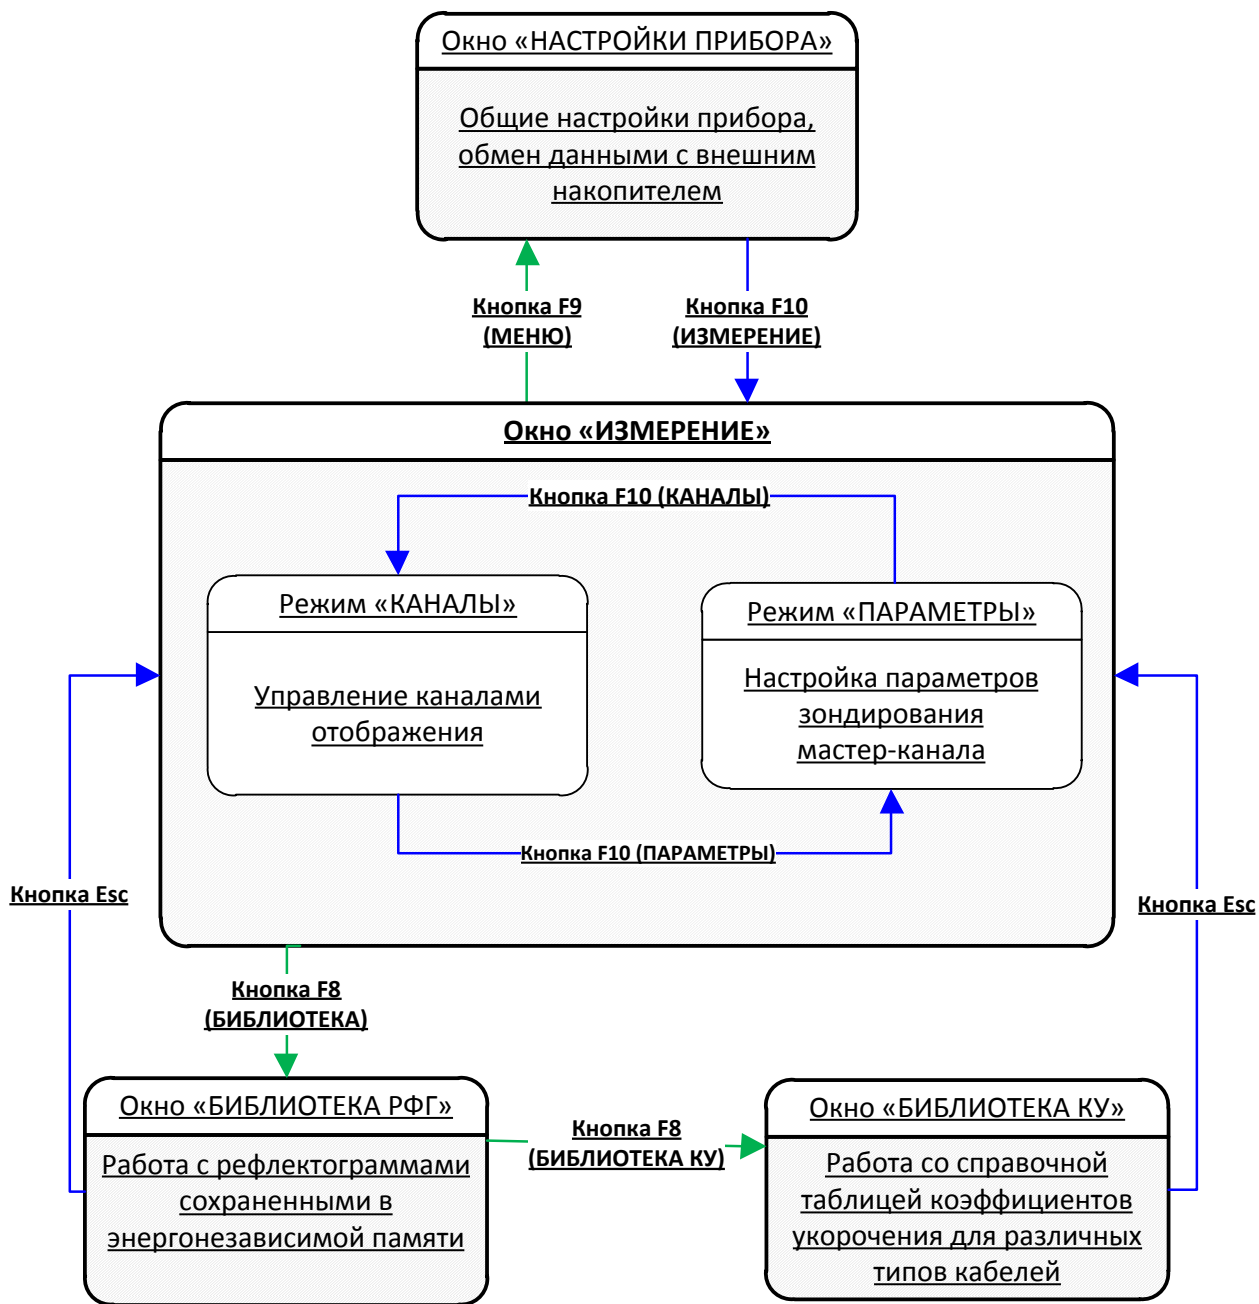 Окно «НАСТРОЙКИ ПРИБОРА»
Общие настройки прибора,
обмен данными с внешним
накопителем
Кнопка F9
(МЕНЮ)
Кнопка F10
(ИЗМЕРЕНИЕ)
Окно «ИЗМЕРЕНИЕ»
Кнопка F10 (КАНАЛЫ)
Режим «КАНАЛЫ»
Управление каналами
отображения
Режим «ПАРАМЕТРЫ»
Настройка параметров
зондирования
мастер-канала
Кнопка F10 (ПАРАМЕТРЫ)
Кнопка Esc
Кнопка Esc
Кнопка F8
(БИБЛИОТЕКА)
Окно «БИБЛИОТЕКА РФГ»
Работа с рефлектограммами
сохраненными в
энергонезависимой памяти
Кнопка F8
(БИБЛИОТЕКА КУ)
Окно «БИБЛИОТЕКА КУ»
Работа со справочной
таблицей коэффициентов
укорочения для различных
типов кабелей